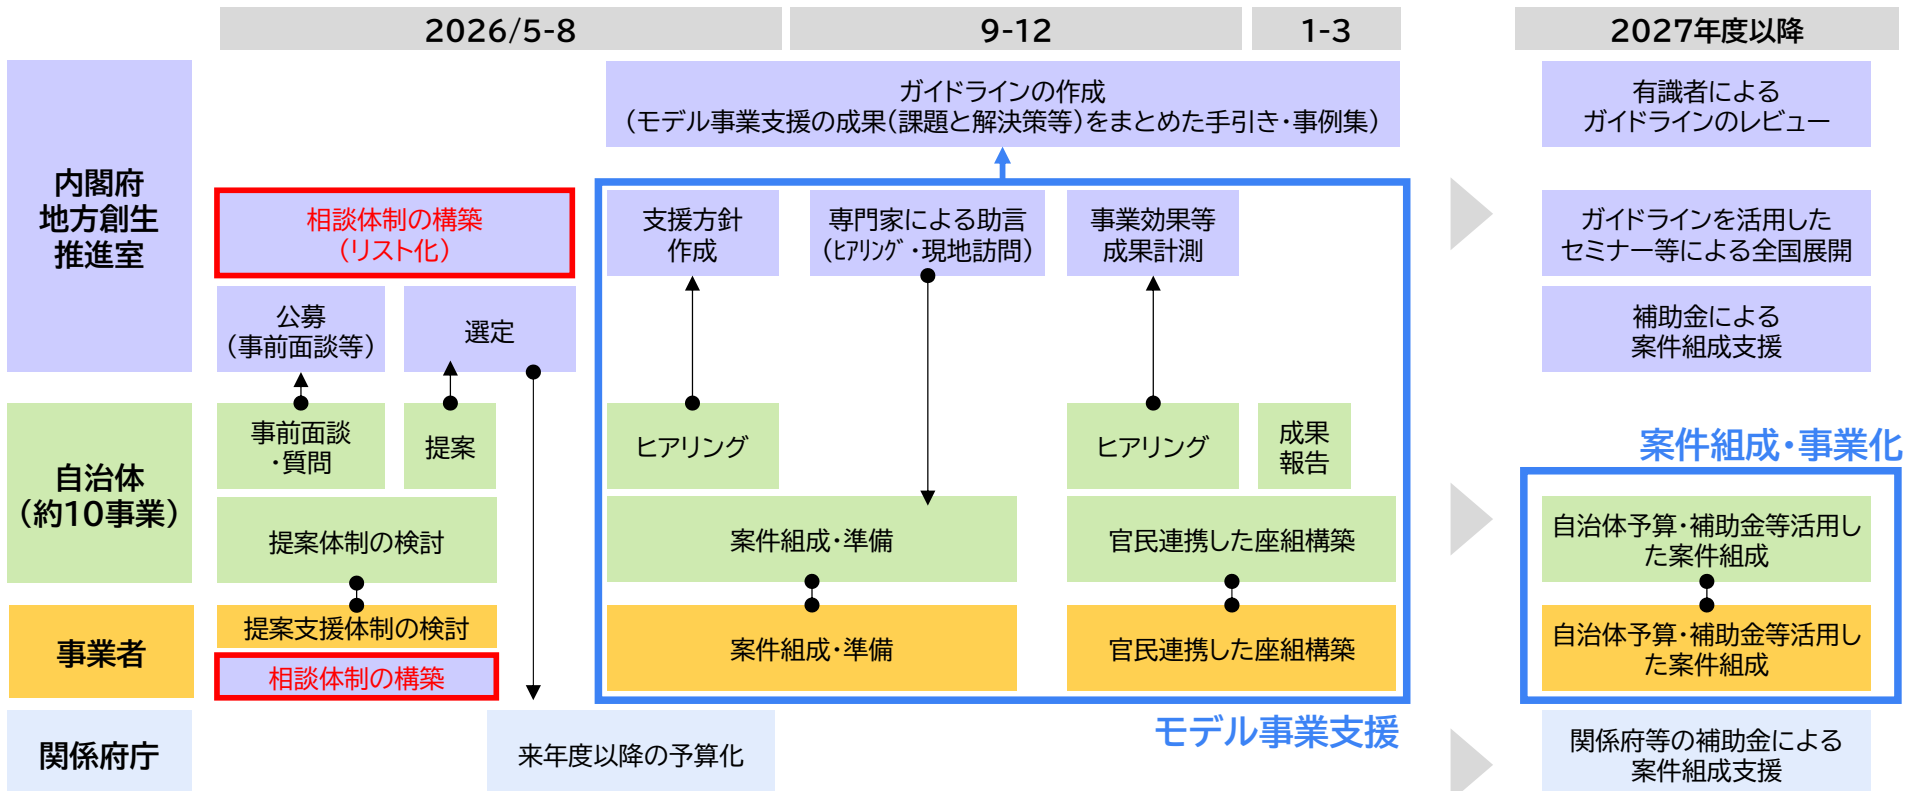 2026/5-8
9-12
1-3
2027年度以降
内閣府
地方創生
推進室
ガイドラインの作成
（モデル事業支援の成果（課題と解決策等）をまとめた手引き・事例集）
有識者による
ガイドラインのレビュー
相談体制の構築
（リスト化）
支援方針
作成
専門家による助言
（ﾋｱﾘﾝｸﾞ・現地訪問）
事業効果等
成果計測
ガイドラインを活用した
セミナー等による全国展開
公募
（事前面談等）
選定
補助金による
案件組成支援
自治体
（約10事業）
事前面談
・質問
提案
ヒアリング
ヒアリング
成果
報告
案件組成・事業化
提案体制の検討
案件組成・準備
官民連携した座組構築
自治体予算・補助金等活用し
た案件組成
事業者
提案支援体制の検討
相談体制の構築
案件組成・準備
官民連携した座組構築
自治体予算・補助金等活用し
た案件組成
モデル事業支援
関係府庁
来年度以降の予算化
関係府等の補助金による
案件組成支援